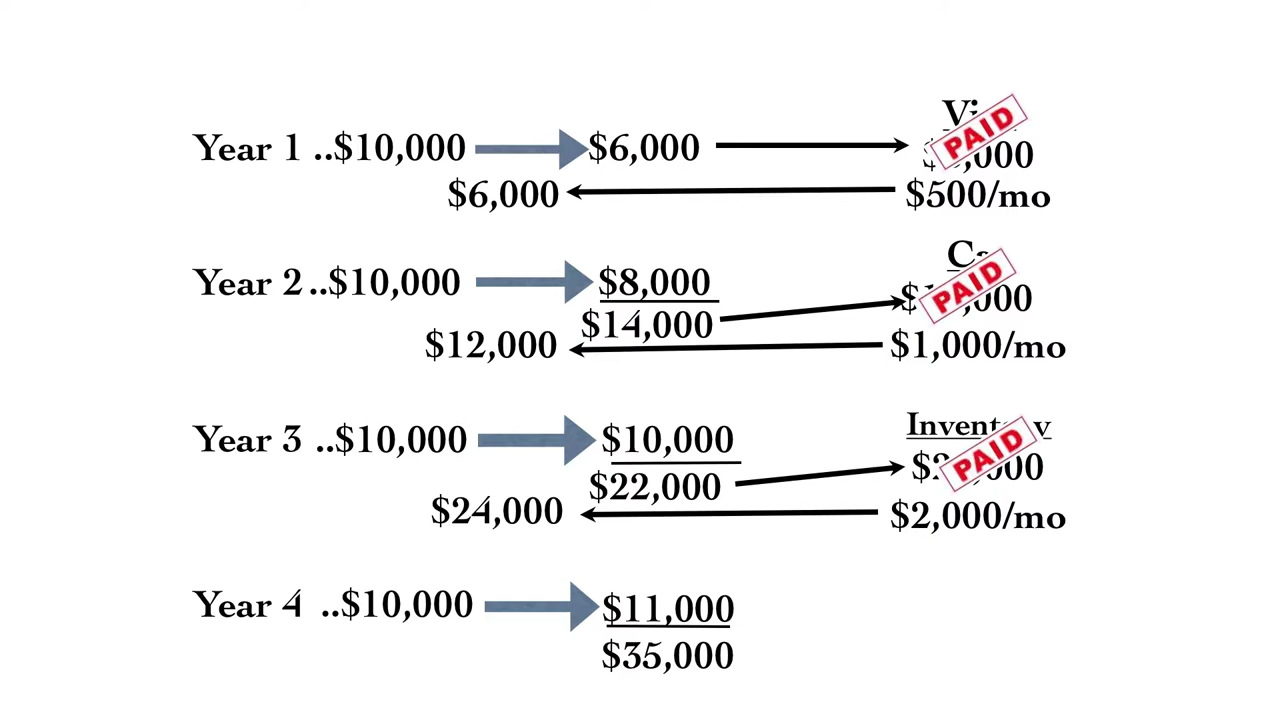 Year 1 ..$10,000 $6,000
PAID
$6,000 $500/mo
Year 2 ..$10,000 $8,000
PAID
$14,000
$12,000 $1,000/mo
Year 3 ..$10,000 $10,000
PAID
$22,000
$24,000 $2,000/mo
Year 4 ..$10,000 $11,000
$35,000